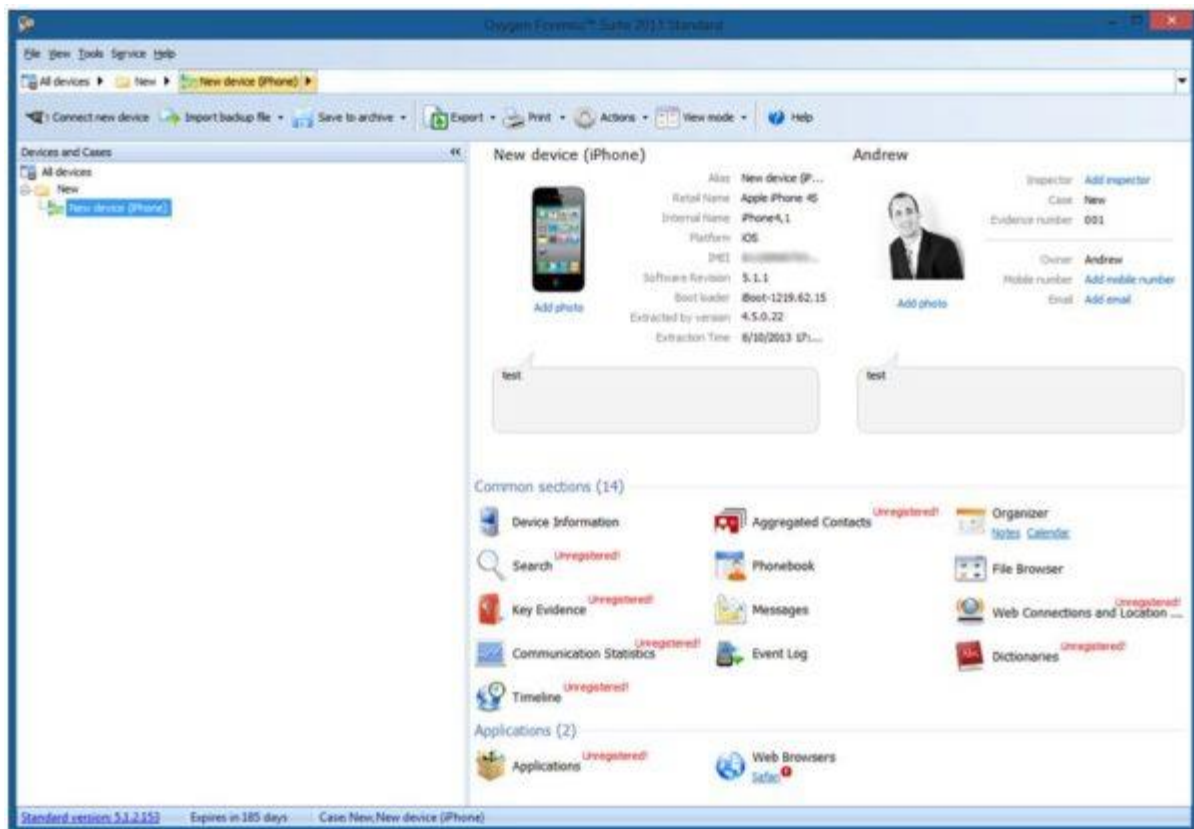 Oxygen Forensic™ Suite 2013 Standard
File View Tools Service Help
All devices New New device (iPhone)
Connect new device Import backup file Save to archive Export Print Actions View mode Help
Devices and Cases
All devices
New
New device (iPhone)
New device (iPhone)
Alias New device (iP...
Retail Name Apple iPhone 4S
Internal Name iPhone4,1
Platform iOS
IMEI
Software Revision 5.1.1
Boot loader iBoot-1219.62.15
Extracted by version 4.5.0.22
Extraction Time 6/10/2013 17:...
Add photo
test
Andrew
Inspector Add inspector
Case New
Evidence number 001
Owner Andrew
Mobile number Add mobile number
Email Add email
Add photo
test
Common sections (14)
Device Information
Aggregated Contacts Unregistered!
Organizer
Notes Calendar
Search Unregistered!
Phonebook
File Browser
Key Evidence Unregistered!
Messages
Web Connections and Location ... Unregistered!
Communication Statistics Unregistered!
Event Log
Dictionaries Unregistered!
Timeline Unregistered!
Applications (2)
Applications Unregistered!
Web Browsers
Safari
Standard version: 5.1.2.153 Expires in 185 days Case: New, New device (iPhone)